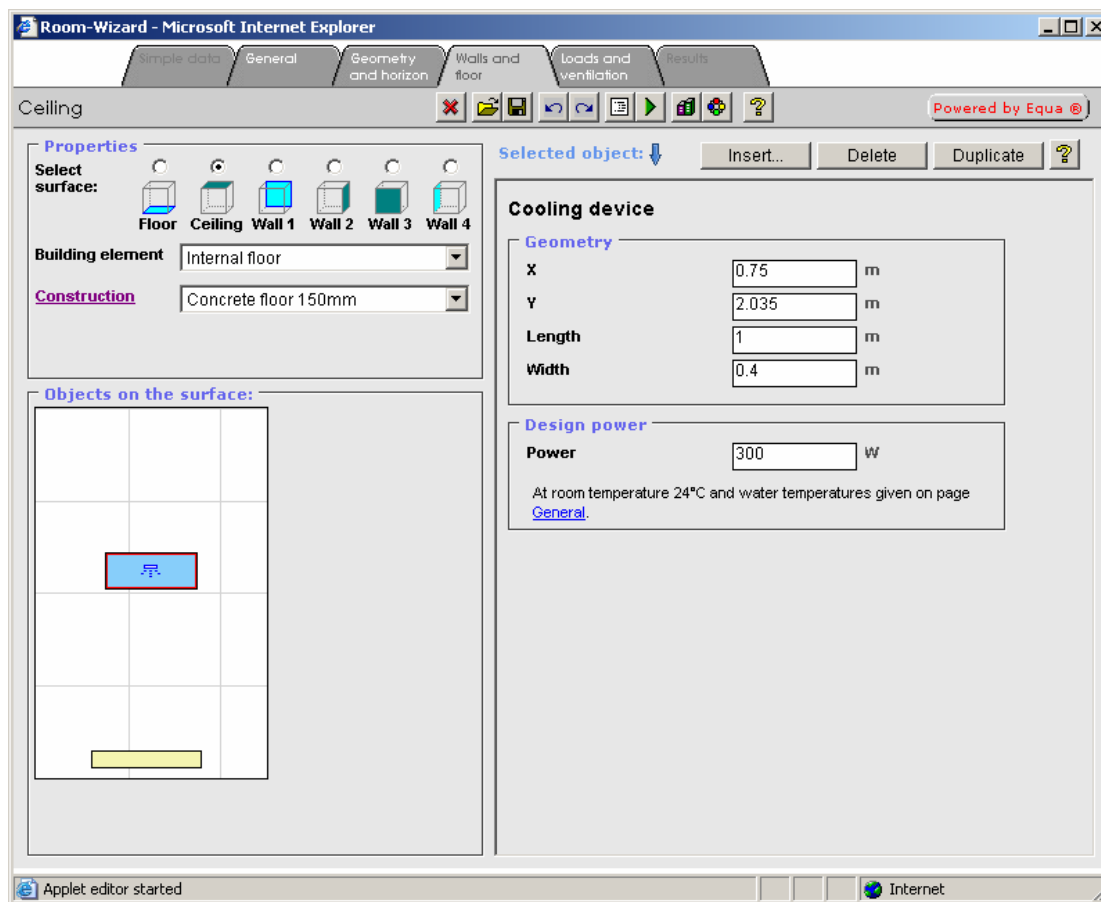 Room-Wizard - Microsoft Internet Explorer
Simple data
General
Geometry
and horizon
Walls and
floor
Loads and
ventilation
Results
Ceiling
Powered by Equa ®
Properties
Select
surface:
Floor Ceiling Wall 1 Wall 2 Wall 3 Wall 4
Building element Internal floor
Construction Concrete floor 150mm
Objects on the surface:
Selected object: Insert... Delete Duplicate ?
Cooling device
Geometry
X 0.75 m
Y 2.035 m
Length 1 m
Width 0.4 m
Design power
Power 300 W
At room temperature 24°C and water temperatures given on page
General.
Applet editor started
Internet